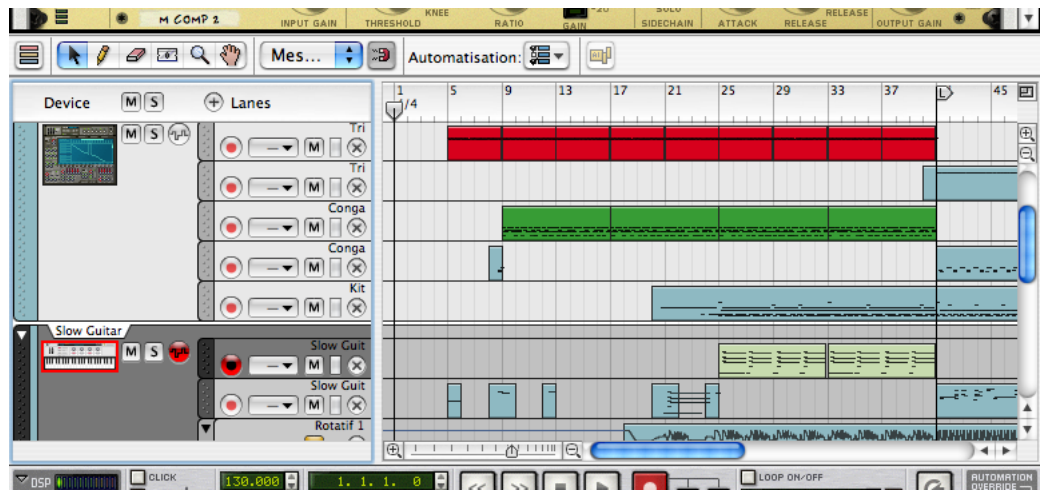 M COMP 2
INPUT GAIN
THRESHOLD
KNEE
RATIO
GAIN
-20
SOLO
SIDECHAIN
ATTACK
RELEASE
RELEASE
OUTPUT GAIN
Mes...
Automatisation:
Device M S + Lanes
1 5 9 13 17 21 25 29 33 37 L 45
/4
M S
Tri
M
Tri
M
Conga
M
Conga
M
Kit
M
Slow Guitar
M S
Slow Guit
M
Slow Guit
M
Rotatif 1
DSP
CLICK
130.000
1. 1. 1. 0
LOOP ON/OFF
AUTOMATION
OVERRIDE